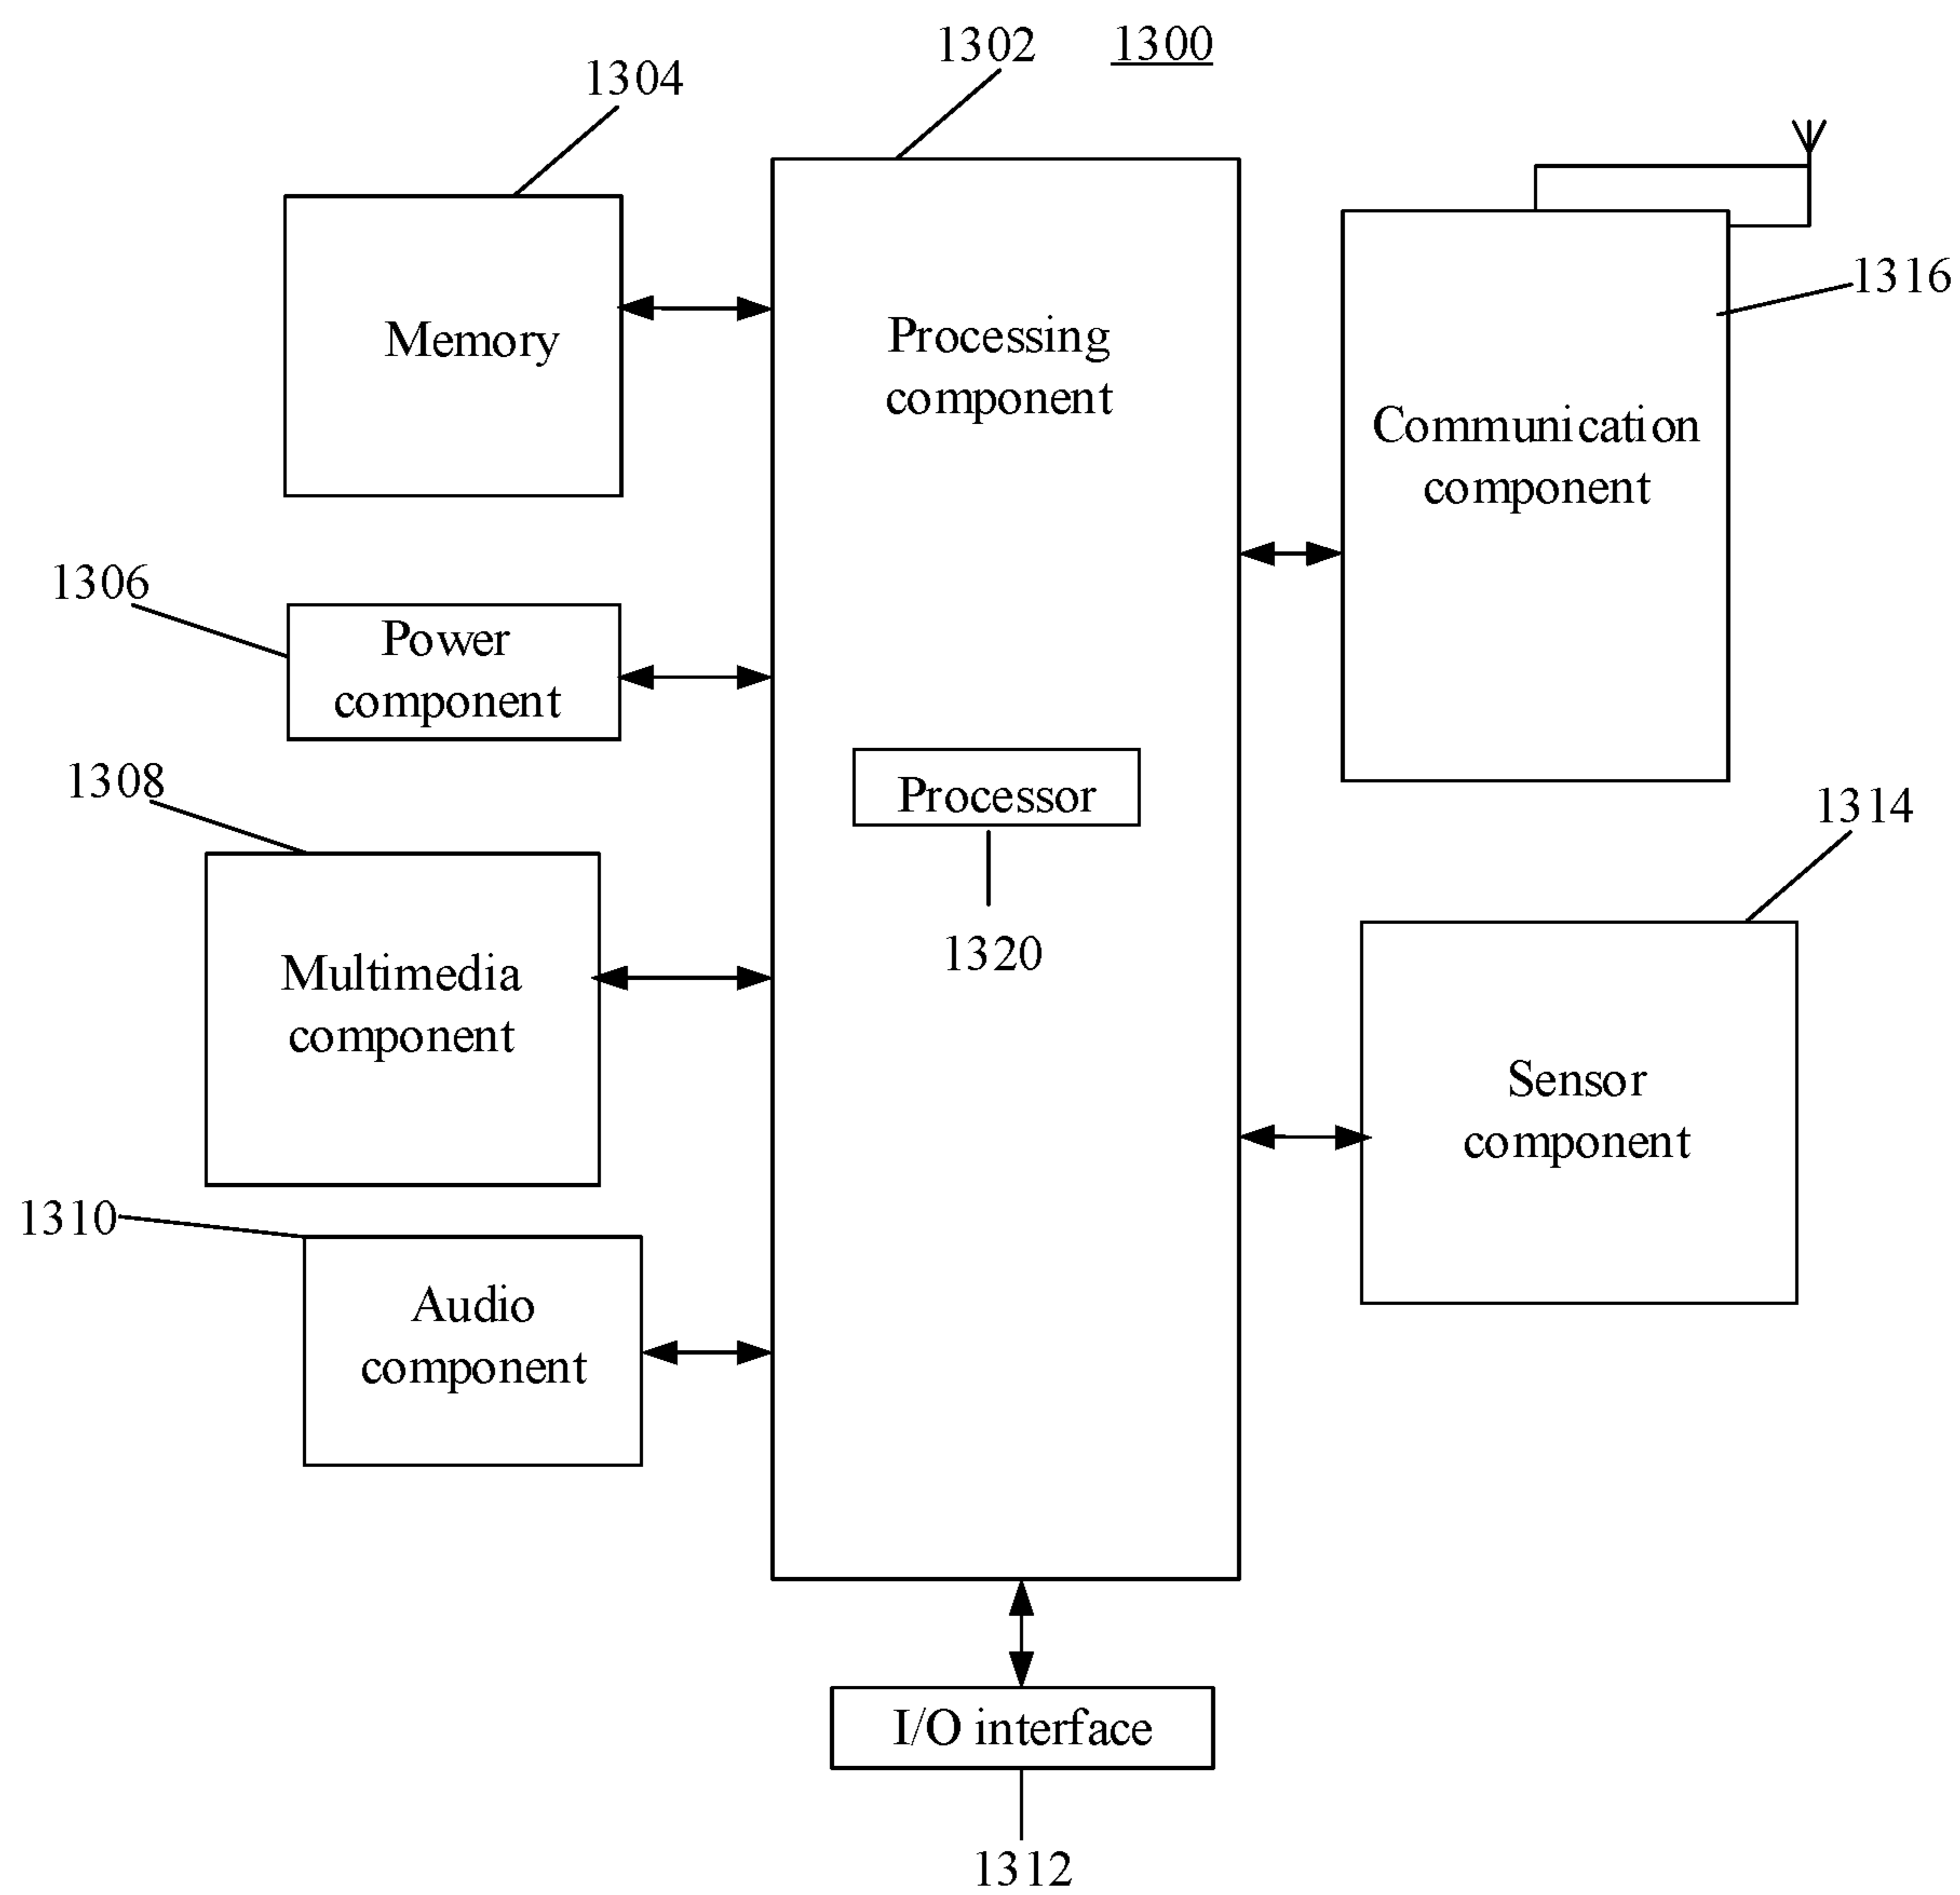 1302
1300
1304
1316
Memory
Processing
component
Communication
component
1306
Power
component
1308
Processor
1314
1320
Multimedia
component
Sensor
component
1310
Audio
component
I/O interface
1312